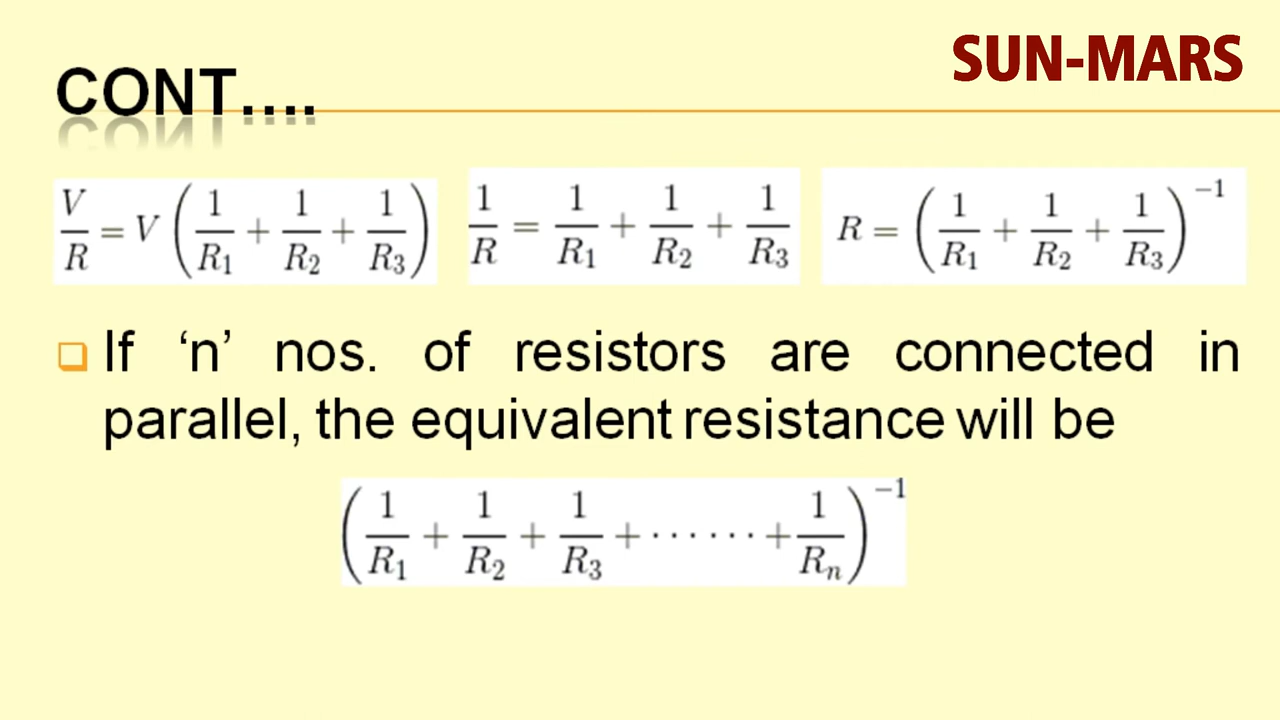 SUN-MARS
CONT....
V/R = V (1/R₁ + 1/R₂ + 1/R₃) 1/R = 1/R₁ + 1/R₂ + 1/R₃ R = (1/R₁ + 1/R₂ + 1/R₃)⁻¹
If ‘n’ nos. of resistors are connected in
parallel, the equivalent resistance will be
(1/R₁ + 1/R₂ + 1/R₃ + · · · · · · + 1/Rₙ)⁻¹